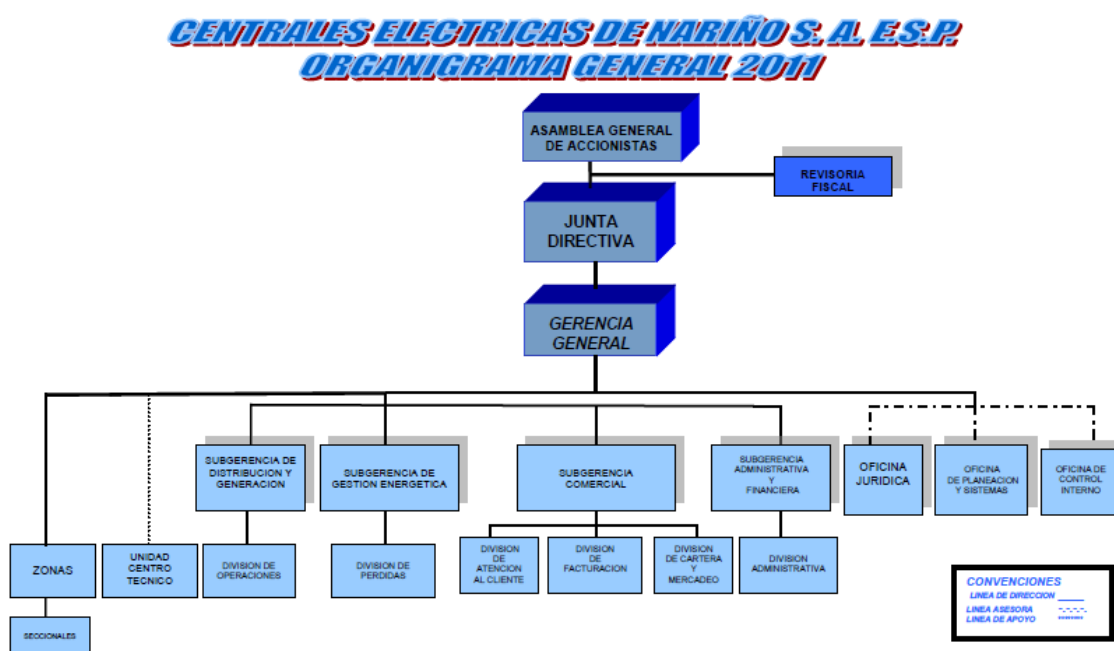 CENTRALES ELECTRICAS DE NARIÑO S. A. E.S.P.
ORGANIGRAMA GENERAL 2011
ASAMBLEA GENERAL
DE ACCIONISTAS
REVISORIA
FISCAL
JUNTA
DIRECTIVA
GERENCIA
GENERAL
SUBGERENCIA DE
DISTRIBUCION Y
GENERACION
SUBGERENCIA DE
GESTION ENERGETICA
SUBGERENCIA
COMERCIAL
SUBGERENCIA
ADMINISTRATIVA
Y
FINANCIERA
OFICINA
JURIDICA
OFICINA
DE PLANEACION
Y SISTEMAS
OFICINA DE
CONTROL
INTERNO
ZONAS
UNIDAD
CENTRO
TECNICO
DIVISION DE
OPERACIONES
DIVISION DE
PERDIDAS
DIVISION
DE
ATENCION
AL CLIENTE
DIVISION
DE
FACTURACION
DIVISION
DE CARTERA
Y
MERCADEO
DIVISION
ADMINISTRATIVA
SECCIONALES
CONVENCIONES
LINEA DE DIRECCION _____
LINEA ASESORA -.-.-.-.
LINEA DE APOYO ********